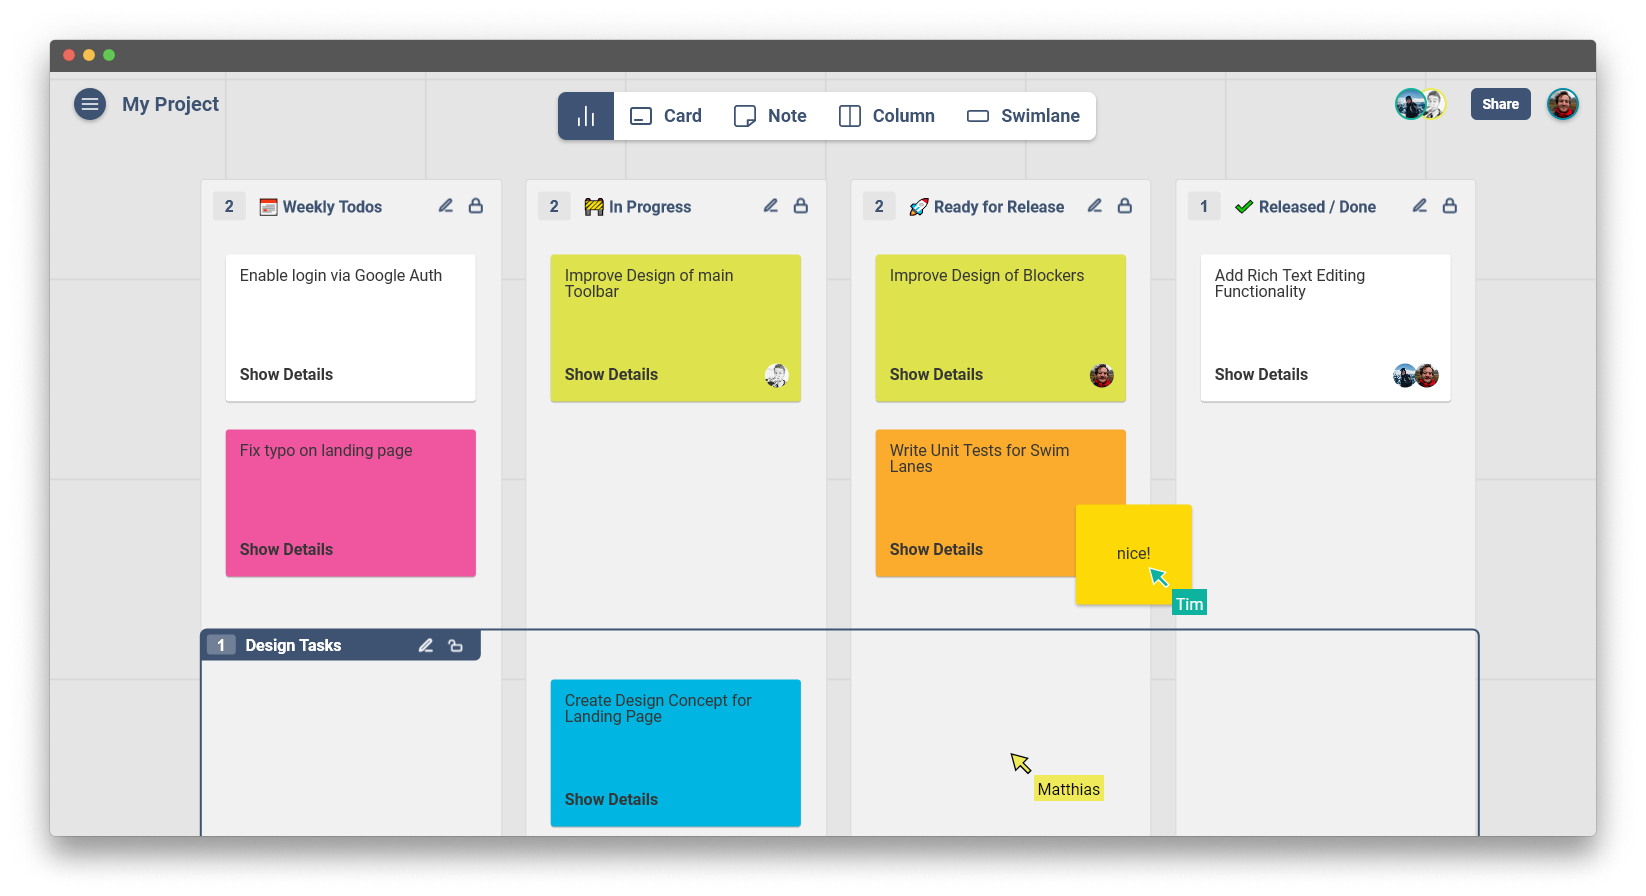 My Project
Card
Note
Column
Swimlane
Share
2
Weekly Todos
2
In Progress
2
Ready for Release
1
Released / Done
Enable login via Google Auth
Show Details
Improve Design of main
Toolbar
Show Details
Improve Design of Blockers
Show Details
Add Rich Text Editing
Functionality
Show Details
Fix typo on landing page
Show Details
Write Unit Tests for Swim
Lanes
Show Details
nice!
Tim
1
Design Tasks
Create Design Concept for
Landing Page
Show Details
Matthias